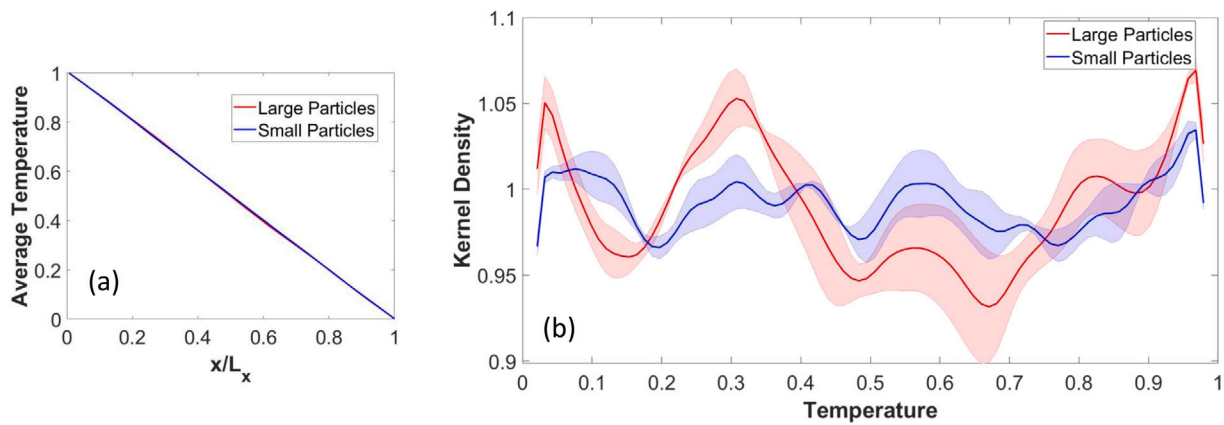 1
0.8
0.6
0.4
0.2
0
Average Temperature
Large Particles
Small Particles
(a)
0 0.2 0.4 0.6 0.8 1
x/Lx
1.1
1.05
1
0.95
0.9
Kernel Density
Large Particles
Small Particles
(b)
0 0.1 0.2 0.3 0.4 0.5 0.6 0.7 0.8 0.9 1
Temperature